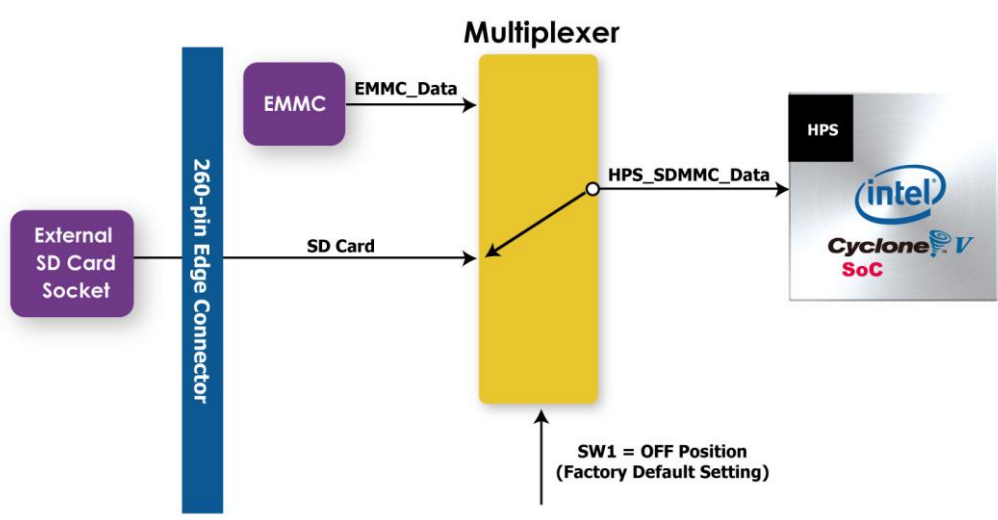 Multiplexer
EMMC
EMMC_Data
HPS
260-pin Edge Connector
HPS_SDMMC_Data
intel
External
SD Card
Socket
SD Card
Cyclone V
SoC
SW1 = OFF Position
(Factory Default Setting)